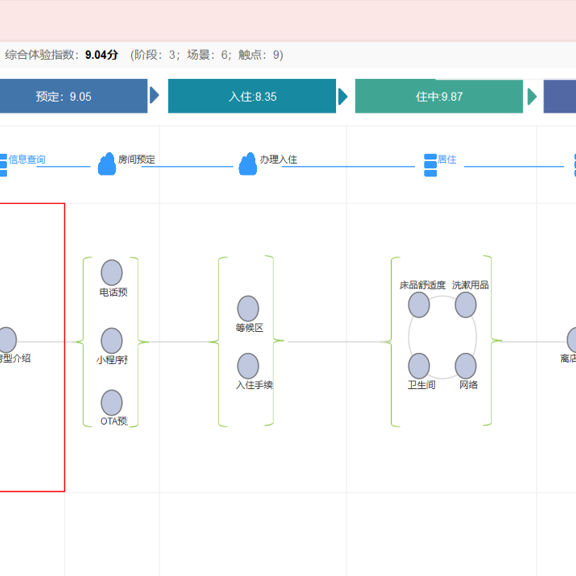 综合体验指数：9.04分 (阶段：3；场景：6；触点：9)
预定：9.05
入住:8.35
住中:9.87
信息查询
房间预定
办理入住
居住
电话预
小程序
OTA预
等候区
入住手续
床品舒适度
洗漱用品
卫生间
网络
型介绍
离店